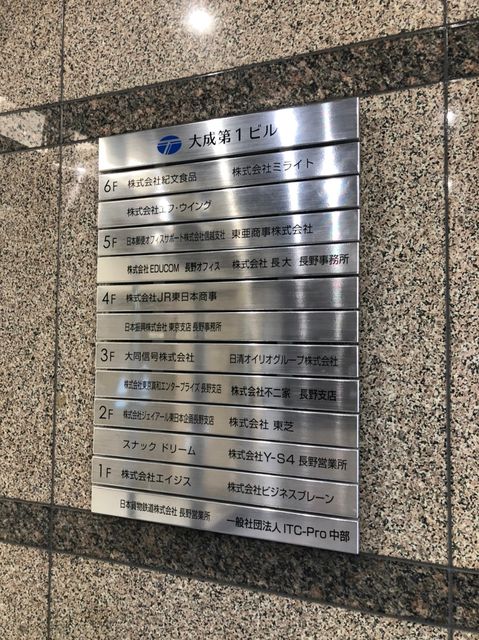 大成第1ビル
6F 株式会社紀文食品 株式会社ミライト
株式会社エフ・ウイング
5F 日本郵便オフィスサポート株式会社信越支社 東亜商事株式会社
株式会社EDUCOM 長野オフィス 株式会社 長大 長野事務所
4F 株式会社JR東日本商事
日本振興株式会社 東京支店 長野事務所
3F 大同信号株式会社 日清オイリオグループ株式会社
株式会社東京真和エンタープライズ 長野支店 株式会社不二家 長野支店
2F 株式会社ジェイアール東日本企画長野支店 株式会社 東芝
スナック ドリーム 株式会社Y-S4 長野営業所
1F 株式会社エイジス 株式会社ビジネスブレーン
日本貨物鉄道株式会社 長野営業所 一般社団法人 ITC-Pro 中部